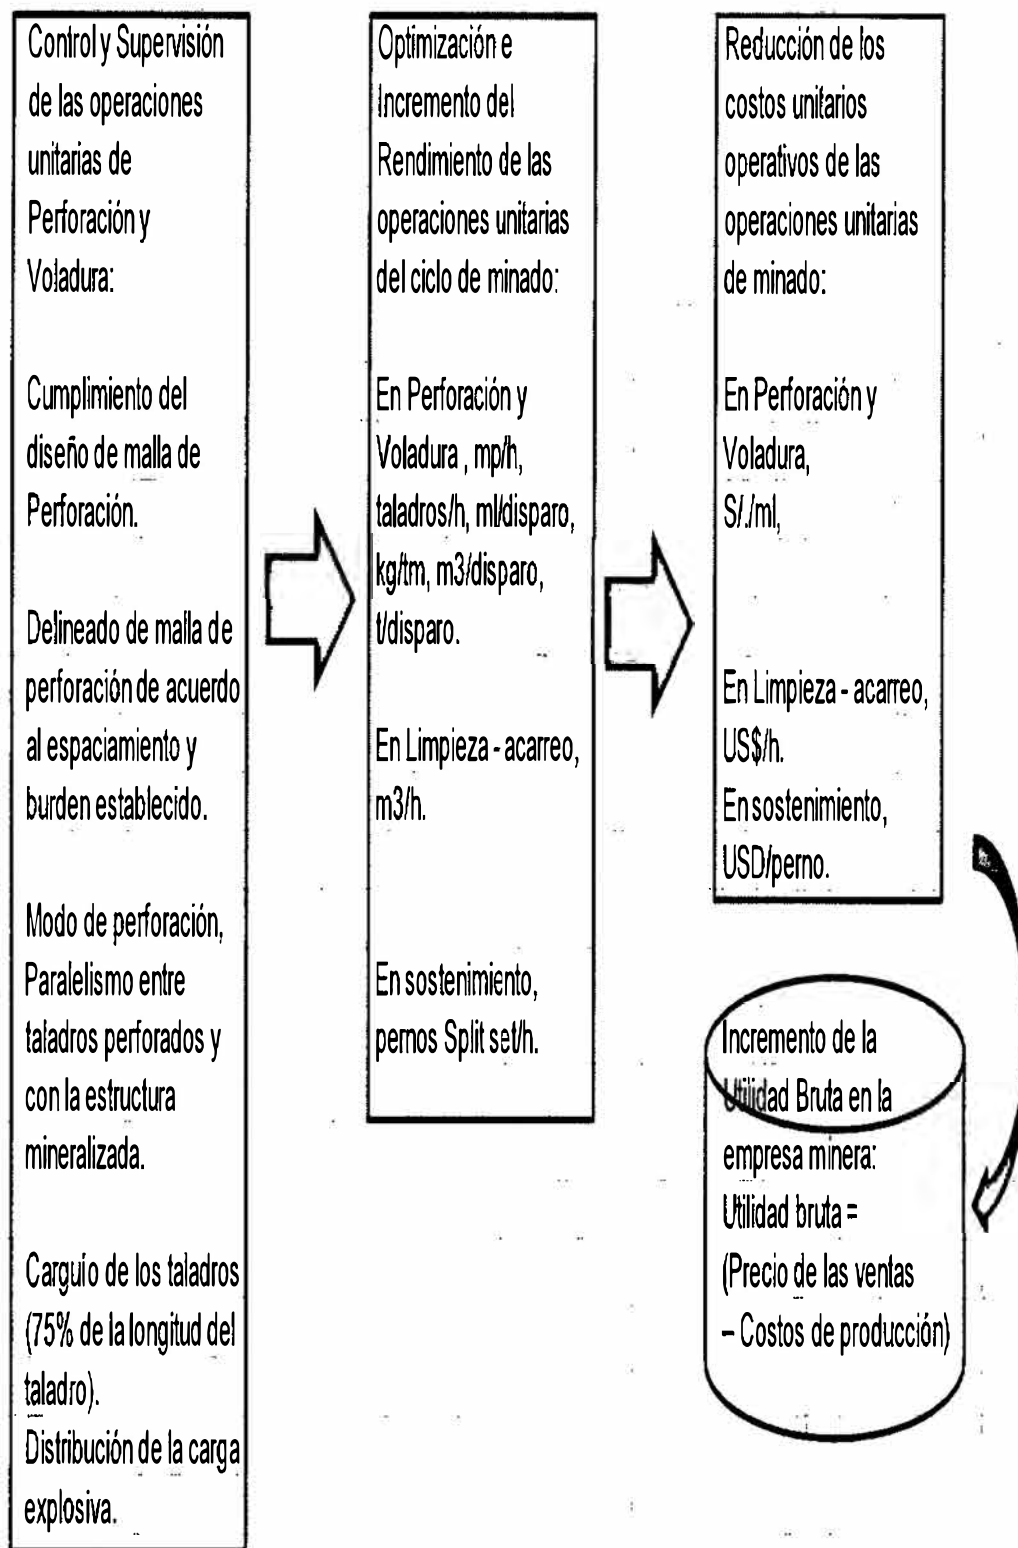 Control y Supervisión
de las operaciones
unitarias de
Perforación y
Voladura:
Cumplimiento del
diseño de malla de
Perforación.
Delineado de malla de
perforación de acuerdo
al espaciamiento y
burden establecido.
Modo de perforación,
Paralelismo entre
taladros perforados y
con la estructura
mineralizada.
Carguío de los taladros
(75% de la longitud del
taladro).
Distribución de la carga
explosiva.
Optimización e
Incremento del
Rendimiento de las
operaciones unitarias
del ciclo de minado:
En Perforación y
Voladura , mp/h,
taladros/h, ml/disparo,
kg/tm, m3/disparo,
t/disparo.
En Limpieza - acarreo,
m3/h.
En sostenimiento,
pernos Split set/h.
Reducción de los
costos unitarios
operativos de las
operaciones unitarias
de minado:
En Perforación y
Voladura,
S/./ml,
En Limpieza - acarreo,
US$/h.
En sostenimiento,
USD/perno.
Incremento de la
Utilidad Bruta en la
empresa minera:
Utilidad bruta =
(Precio de las ventas
– Costos de producción)